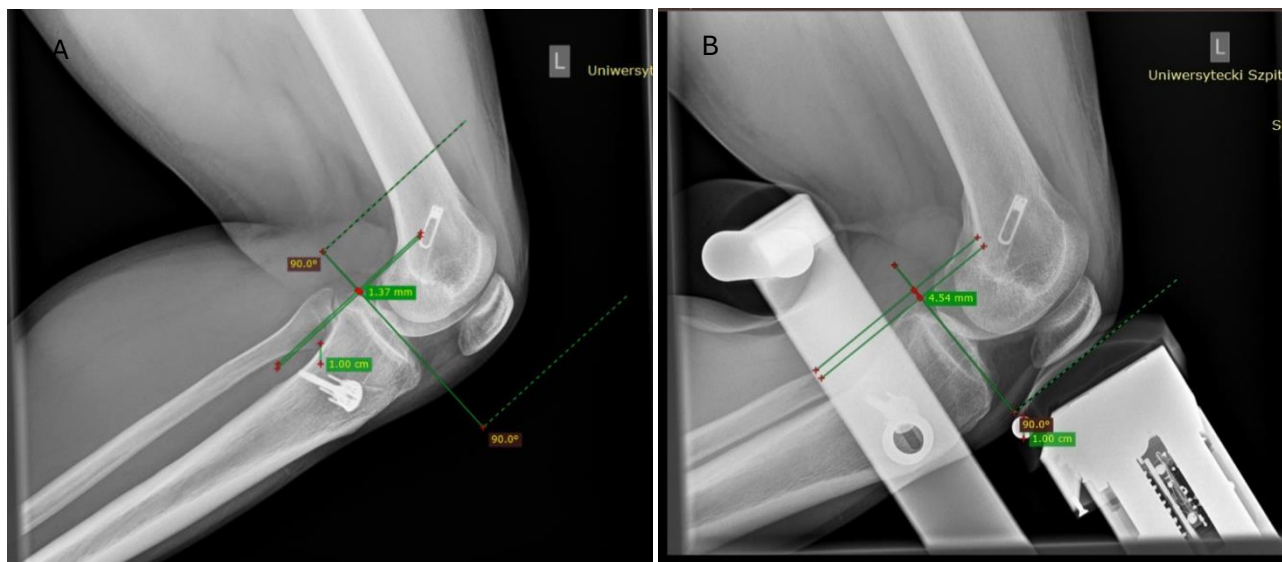 A
L
Uniwersyt
90.0°
1.37 mm
1.00 cm
90.0°
B
L
Uniwersytecki Szpit
S
4.54 mm
90.0°
1.00 cm